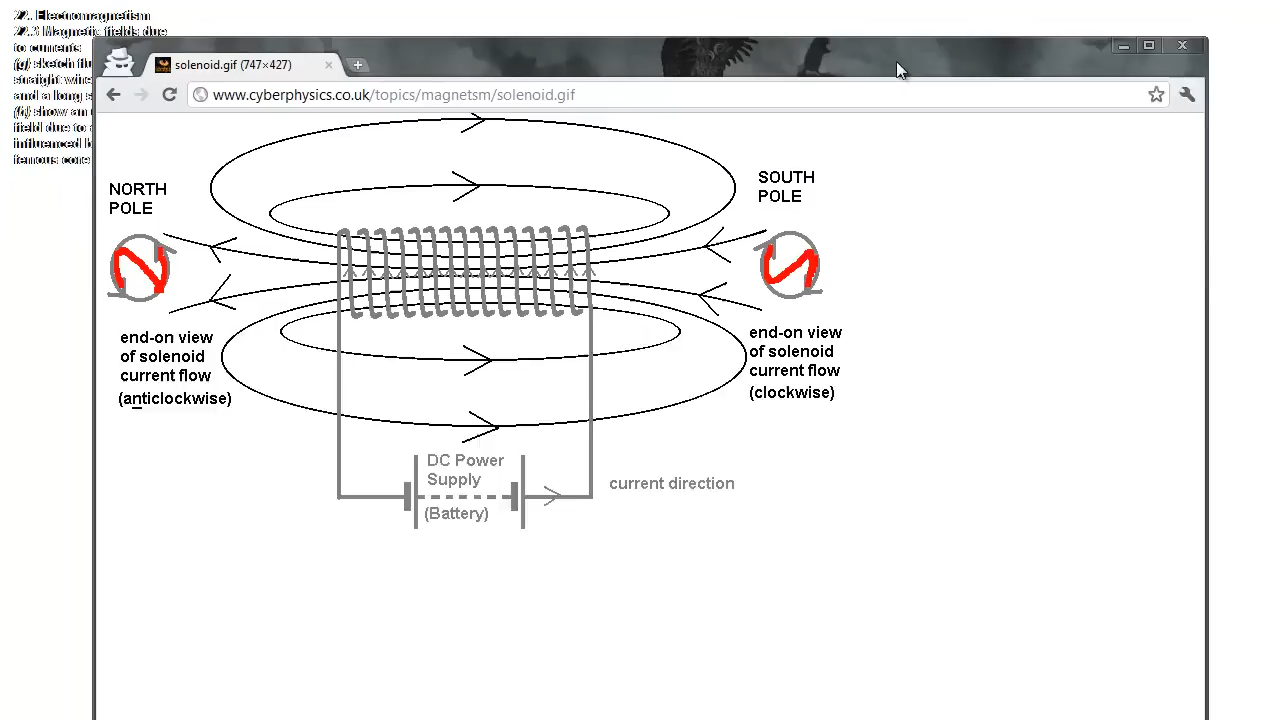 22. Electromagnetism
22.3 Magnetic fields due
to currents
(g) sketch flu
straight wire
and a long s
(h) show an u
field due to a
influenced b
ferrous core
solenoid.gif (747×427)
www.cyberphysics.co.uk/topics/magnetsm/solenoid.gif
NORTH
POLE
SOUTH
POLE
N
S
end-on view
of solenoid
current flow
(anticlockwise)
end-on view
of solenoid
current flow
(clockwise)
DC Power
Supply
(Battery)
current direction